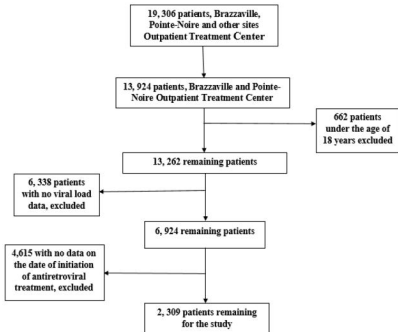 19, 306 patients, Brazzaville,
Pointe-Noire and other sites
Outpatient Treatment Center
13, 924 patients, Brazzaville and Pointe-
Noire Outpatient Treatment Center
662 patients
under the age of
18 years excluded
13, 262 remaining patients
6, 338 patients
with no viral load
data, excluded
6, 924 remaining patients
4,615 with no data on
the date of initiation
of antiretroviral
treatment, excluded
2, 309 patients remaining
for the study